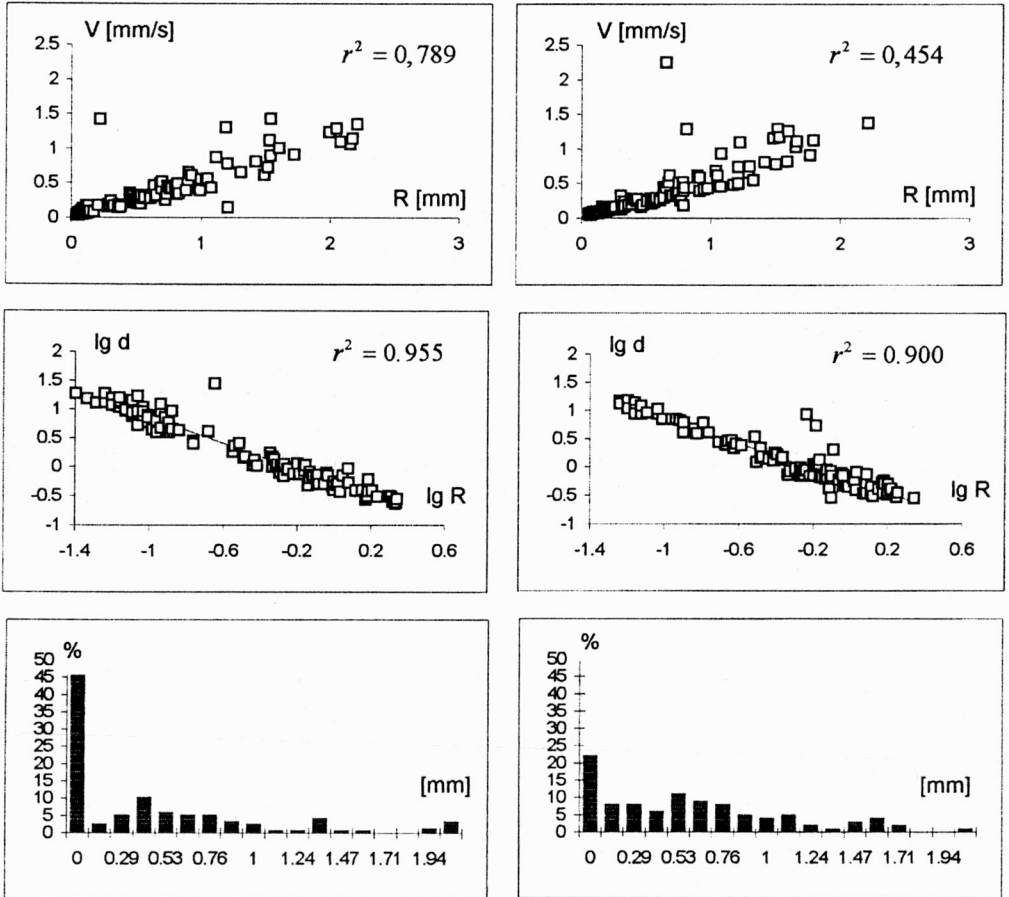 V [mm/s]
r² = 0,789
2.5
2
1.5
1
0.5
0
R [mm]
0 1 2 3
V [mm/s]
r² = 0,454
2.5
2
1.5
1
0.5
0
R [mm]
0 1 2 3
lg d
r² = 0.955
2
1.5
1
0.5
0
-0.5
-1
lg R
-1.4 -1 -0.6 -0.2 0.2 0.6
lg d
r² = 0.900
2
1.5
1
0.5
0
-0.5
-1
lg R
-1.4 -1 -0.6 -0.2 0.2 0.6
%
50
45
40
35
30
25
20
15
10
5
0
[mm]
0 0.29 0.53 0.76 1 1.24 1.47 1.71 1.94
%
50
45
40
35
30
25
20
15
10
5
0
[mm]
0 0.29 0.53 0.76 1 1.24 1.47 1.71 1.94